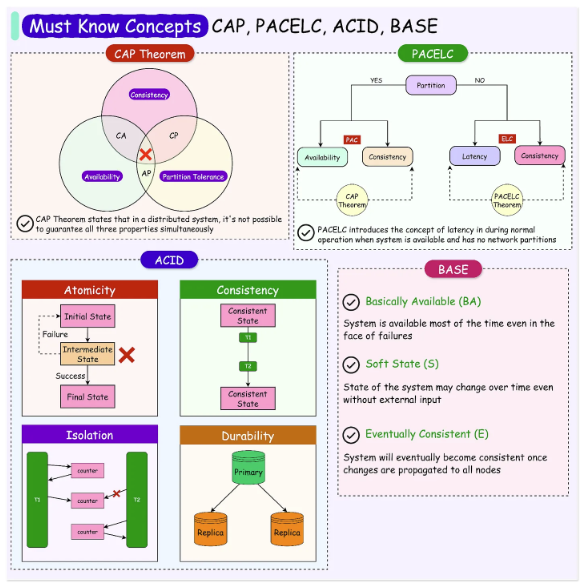 Must Know Concepts CAP, PACELC, ACID, BASE
CAP Theorem
Consistency
CA
CP
AP
Availability
Partition Tolerance
CAP Theorem states that in a distributed system, it's not possible
to guarantee all three properties simultaneously
PACELC
YES
NO
Partition
PAC
ELC
Availability
Consistency
Latency
Consistency
CAP
Theorem
PACELC
Theorem
PACELC introduces the concept of latency in during normal
operation when system is available and has no network partitions
ACID
Atomicity
Initial State
Failure
Intermediate
State
Success
Final State
Consistency
Consistent
State
T1
T2
Consistent
State
Isolation
T1
counter
counter
counter
T2
Durability
Primary
Replica
Replica
BASE
Basically Available (BA)
System is available most of the time even in the
face of failures
Soft State (S)
State of the system may change over time even
without external input
Eventually Consistent (E)
System will eventually become consistent once
changes are propagated to all nodes